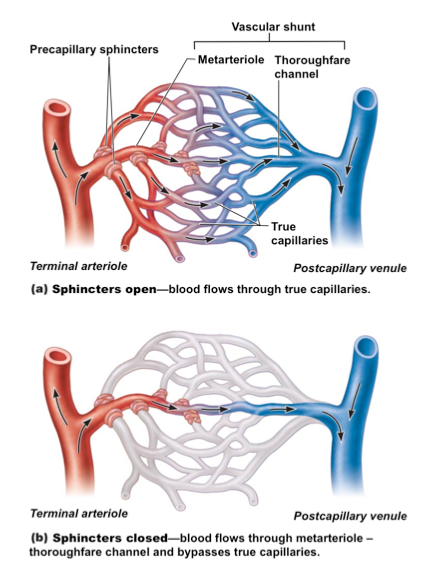 Vascular shunt
Precapillary sphincters
Metarteriole
Thoroughfare
channel
True
capillaries
Terminal arteriole
Postcapillary venule
(a) Sphincters open—blood flows through true capillaries.
Terminal arteriole
Postcapillary venule
(b) Sphincters closed—blood flows through metarteriole –
thoroughfare channel and bypasses true capillaries.